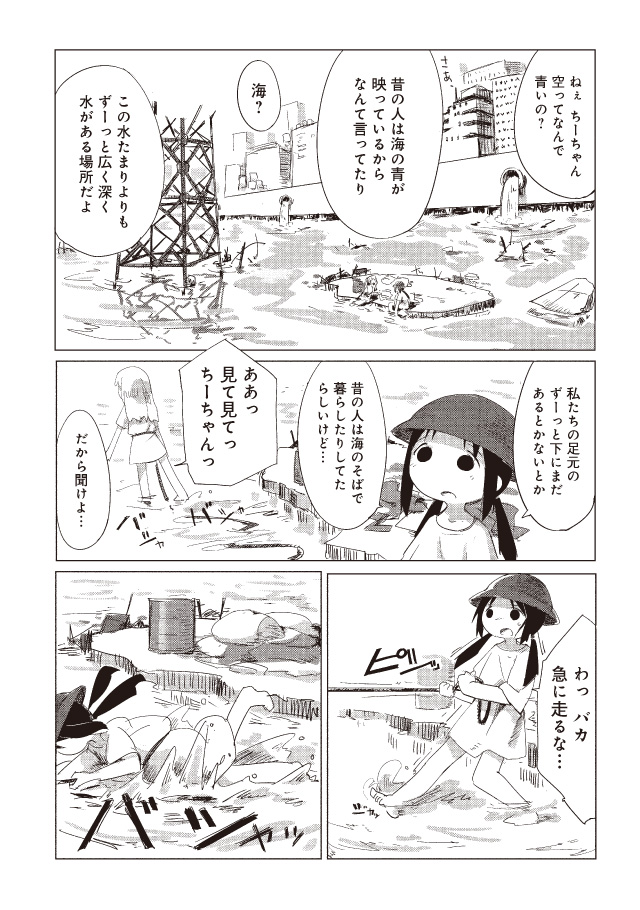 ねぇ ちーちゃん
空ってなんで
青いの?
さあ
昔の人は海の青が
映っているから
なんて言ってたり
海?
この水たまりよりも
ずーっと広く深く
水がある場所だよ
私たちの足元の
ずーっと下にまだ
あるとかないとか
昔の人は海のそばで
暮らしたりしてた
らしいけど…
ああっ
見て見てっ
ちーちゃんっ
だから聞けよ…
バシャ
バシャ
わっ バカ
急に走るな…
ビンッ
バシャッ